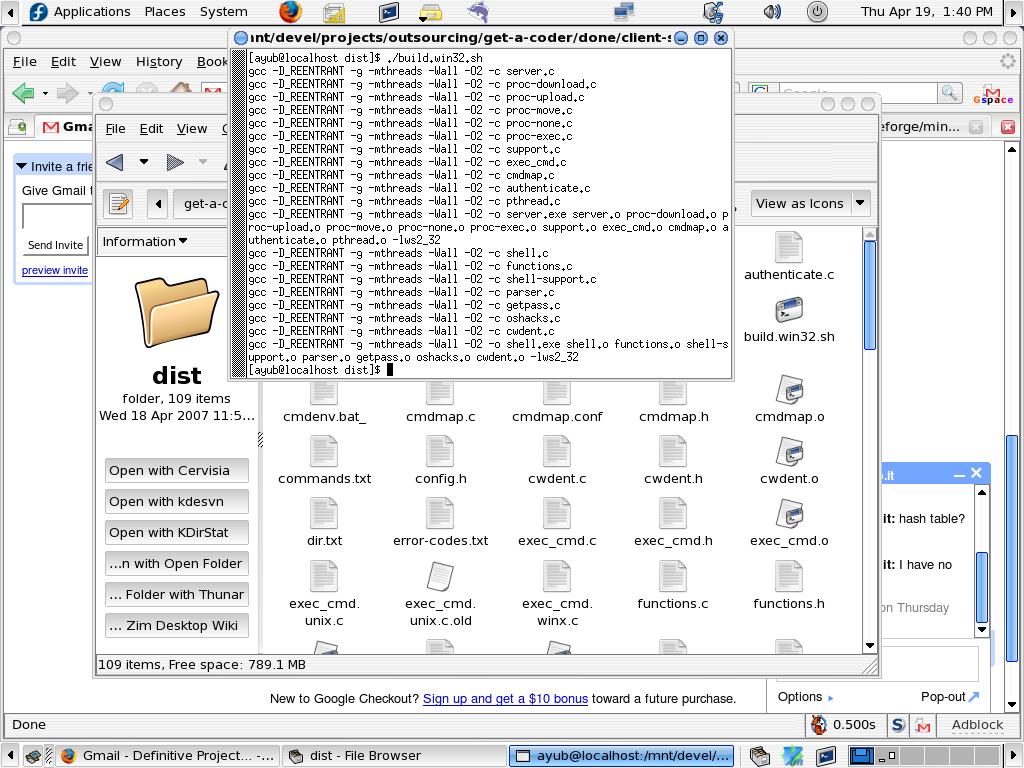 Applications Places System Thu Apr 19, 1:40 PM
nt/devel/projects/outsourcing/get-a-coder/done/client-s
[ayub@localhost dist]$ ./build.win32.sh
gcc -D_REENTRANT -g -mthreads -Wall -O2 -c server.c
gcc -D_REENTRANT -g -mthreads -Wall -O2 -c proc-download.c
gcc -D_REENTRANT -g -mthreads -Wall -O2 -c proc-upload.c
gcc -D_REENTRANT -g -mthreads -Wall -O2 -c proc-move.c
gcc -D_REENTRANT -g -mthreads -Wall -O2 -c proc-none.c
gcc -D_REENTRANT -g -mthreads -Wall -O2 -c proc-exec.c
gcc -D_REENTRANT -g -mthreads -Wall -O2 -c support.c
gcc -D_REENTRANT -g -mthreads -Wall -O2 -c exec_cmd.c
gcc -D_REENTRANT -g -mthreads -Wall -O2 -c cmdmap.c
gcc -D_REENTRANT -g -mthreads -Wall -O2 -c authenticate.c
gcc -D_REENTRANT -g -mthreads -Wall -O2 -c pthread.c
gcc -D_REENTRANT -g -mthreads -Wall -O2 -o server.exe server.o proc-download.o p
roc-upload.o proc-move.o proc-none.o proc-exec.o support.o exec_cmd.o cmdmap.o a
uthenticate.o pthread.o -lws2_32
gcc -D_REENTRANT -g -mthreads -Wall -O2 -c shell.c
gcc -D_REENTRANT -g -mthreads -Wall -O2 -c functions.c
gcc -D_REENTRANT -g -mthreads -Wall -O2 -c shell-support.c
gcc -D_REENTRANT -g -mthreads -Wall -O2 -c parser.c
gcc -D_REENTRANT -g -mthreads -Wall -O2 -c getpass.c
gcc -D_REENTRANT -g -mthreads -Wall -O2 -c oshacks.c
gcc -D_REENTRANT -g -mthreads -Wall -O2 -c cwdent.c
gcc -D_REENTRANT -g -mthreads -Wall -O2 -o shell.exe shell.o functions.o shell-s
upport.o parser.o getpass.o oshacks.o cwdent.o -lws2_32
[ayub@localhost dist]$
File Edit View History Book
Google
Gspace
Gma
eforge/min...
Invite a frie
Give Gmail t
Send Invite
preview invite
File Edit View
get-a-c
View as Icons
Information
dist
folder, 109 items
Wed 18 Apr 2007 11:5...
Open with Cervisia
Open with kdesvn
Open with KDirStat
...n with Open Folder
... Folder with Thunar
... Zim Desktop Wiki
authenticate.c
build.win32.sh
cmdenv.bat_ cmdmap.c cmdmap.conf cmdmap.h cmdmap.o
commands.txt config.h cwdent.c cwdent.h cwdent.o
dir.txt error-codes.txt exec_cmd.c exec_cmd.h exec_cmd.o
exec_cmd.unix.c exec_cmd.unix.c.old exec_cmd.winx.c functions.c functions.h
109 items, Free space: 789.1 MB
.it
it: hash table?
it: I have no
on Thursday
Options Pop-out
New to Google Checkout? Sign up and get a $10 bonus toward a future purchase.
Done 0.500s Adblock
Gmail - Definitive Project... -... dist - File Browser ayub@localhost:/mnt/devel/...